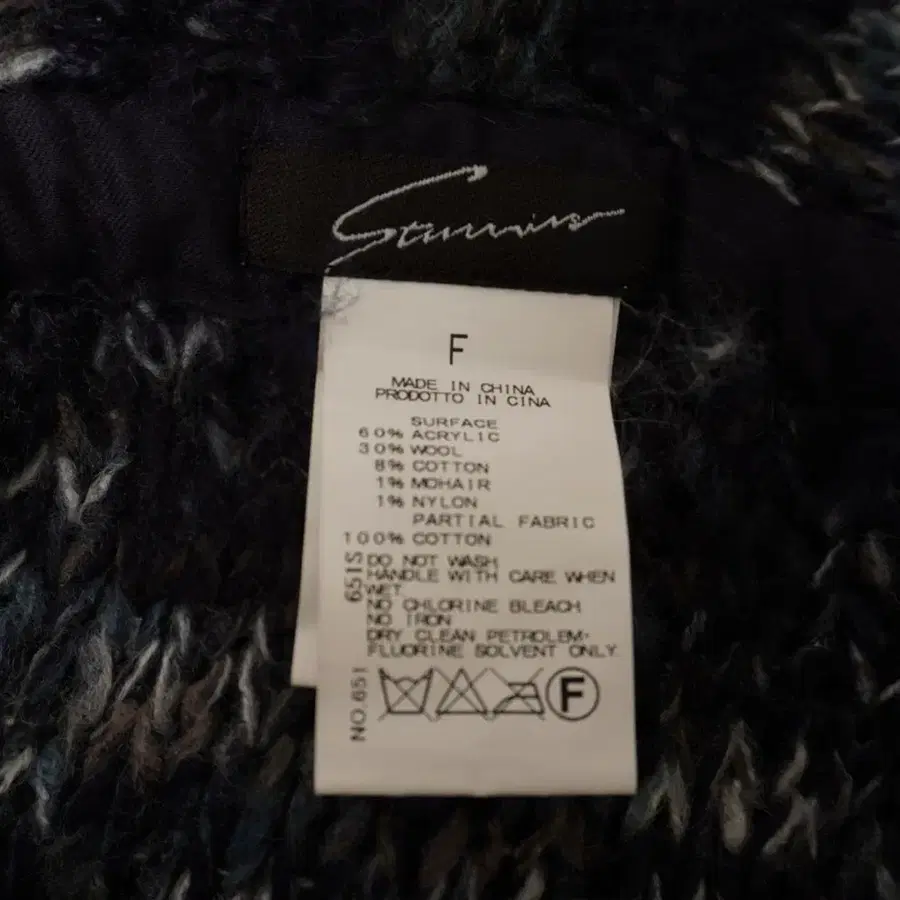 F
MADE IN CHINA
PRODOTTO IN CINA
SURFACE
60% ACRYLIC
30% WOOL
8% COTTON
1% MOHAIR
1% NYLON
PARTIAL FABRIC
100% COTTON
DO NOT WASH
HANDLE WITH CARE WHEN
WET
NO CHLORINE BLEACH
NO IRON
DRY CLEAN PETROLEM·
FLUORINE SOLVENT ONLY.
F
NO.651
651S